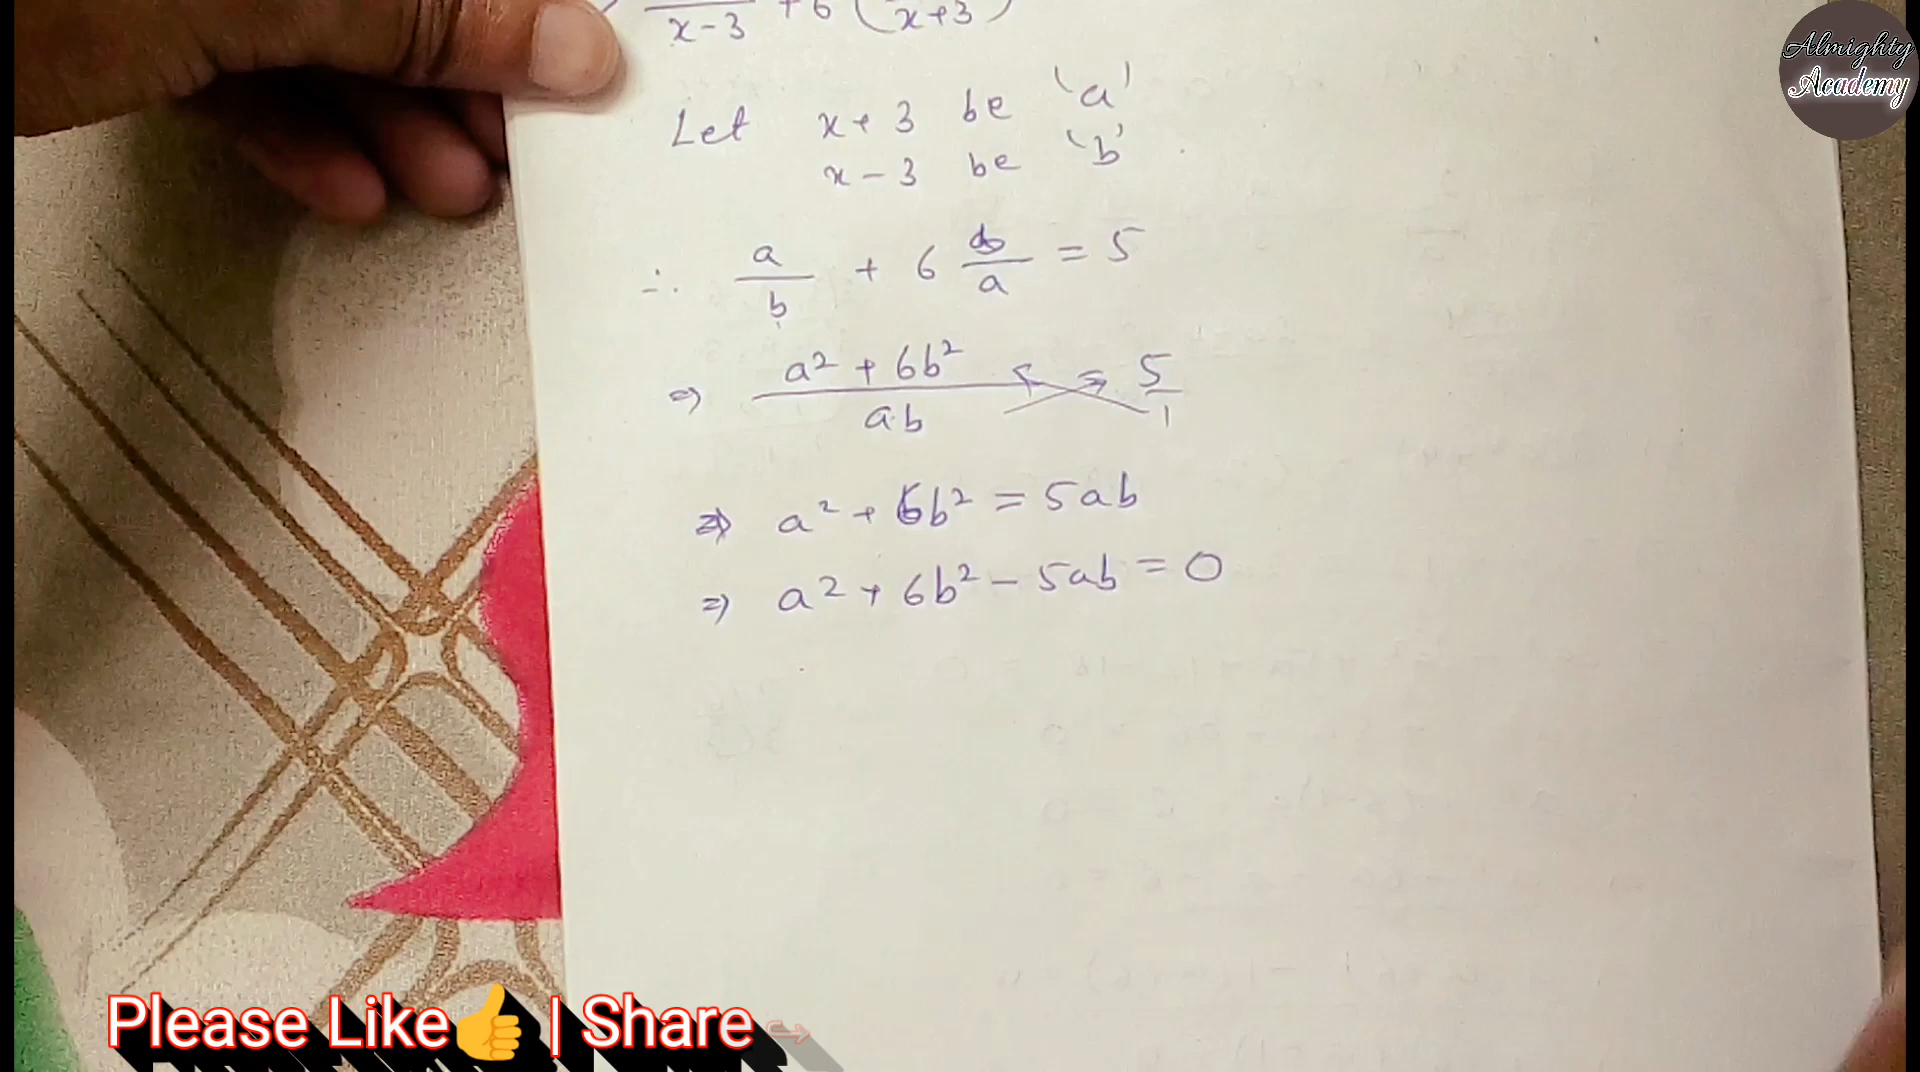 x-3 + 6 ( x+3 )
Almighty
Academy
Let x+3 be 'a'
x-3 be 'b'
∴ a/b + 6 b/a = 5
⇒ a² + 6b² / a.b = 5/1
⇒ a² + 6b² = 5ab
⇒ a² + 6b² - 5ab = 0
Please Like👍 | Share ↪